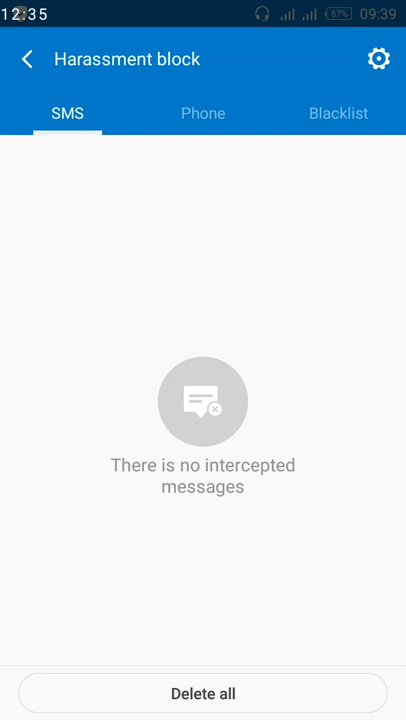 12:35 87% 09:39
Harassment block
SMS Phone Blacklist
There is no intercepted
messages
Delete all